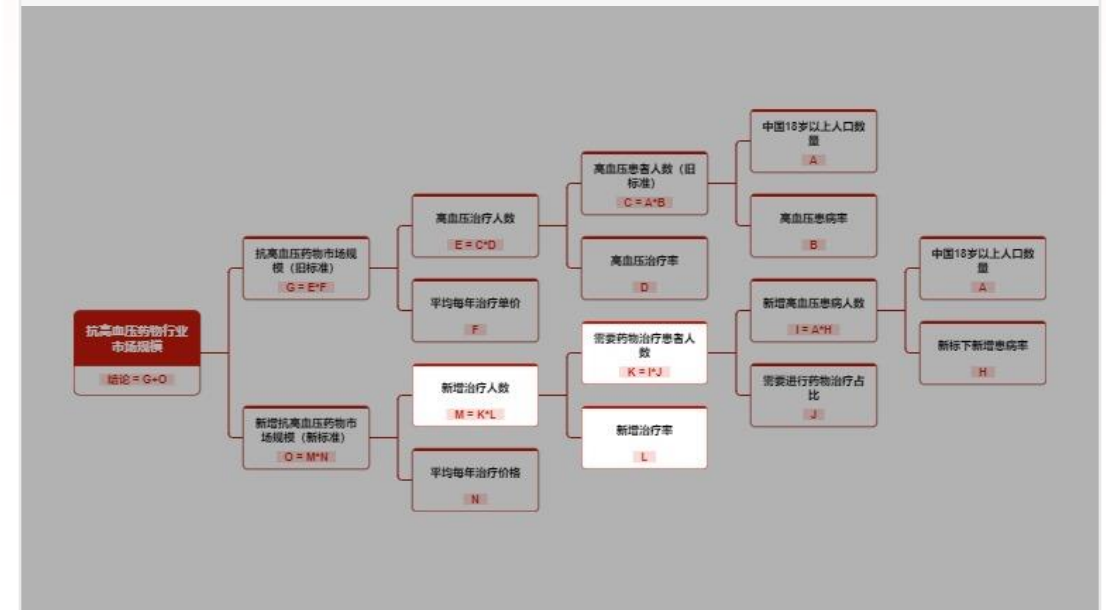 抗高血压药物行业
市场规模
结论 = G+O
抗高血压药物市场规
模（旧标准）
G = E*F
新增抗高血压药物市
场规模（新标准）
O = M*N
高血压治疗人数
E = C*D
平均每年治疗单价
F
新增治疗人数
M = K*L
平均每年治疗价格
N
高血压患者人数（旧
标准）
C = A*B
高血压治疗率
D
需要药物治疗患者人
数
K = I*J
新增治疗率
L
中国18岁以上人口数
量
A
高血压患病率
B
新增高血压患病人数
I = A*H
需要进行药物治疗占
比
J
中国18岁以上人口数
量
A
新标下新增患病率
H